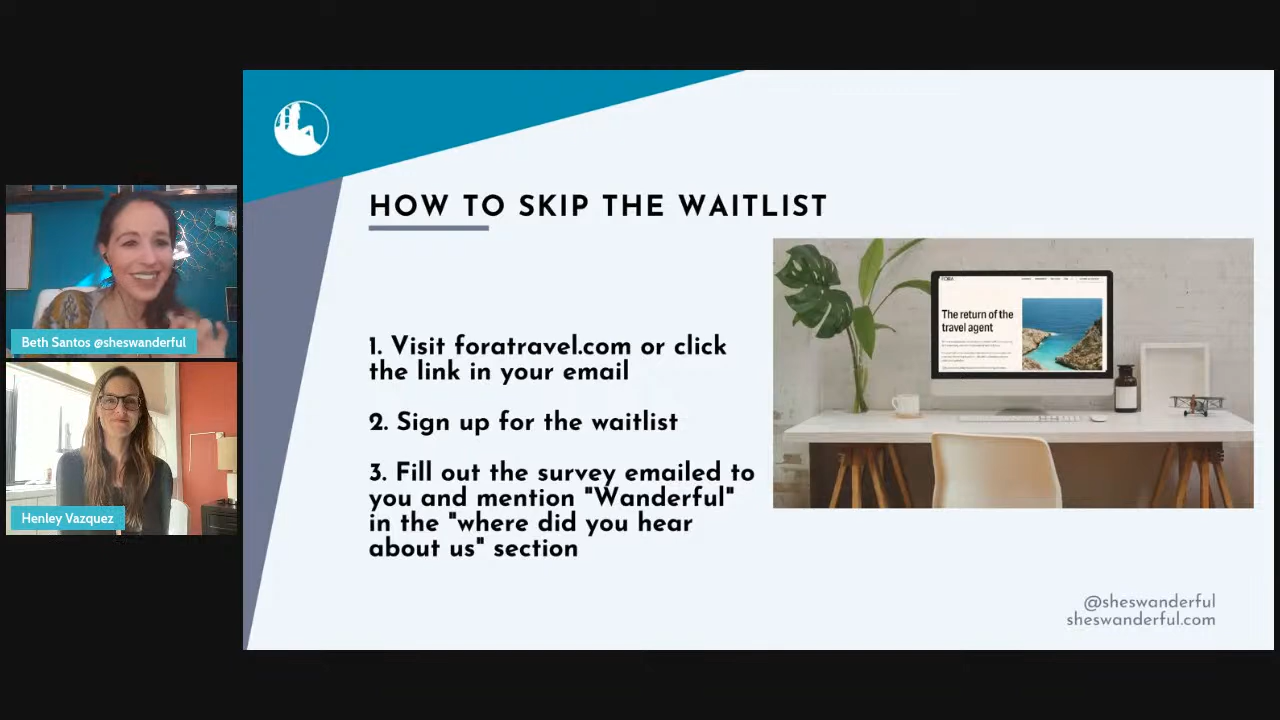 HOW TO SKIP THE WAITLIST
1. Visit foratravel.com or click
the link in your email
2. Sign up for the waitlist
3. Fill out the survey emailed to
you and mention "Wanderful"
in the "where did you hear
about us" section
FORA
The return of the
travel agent
Beth Santos @sheswanderful
Henley Vazquez
@sheswanderful
sheswanderful.com